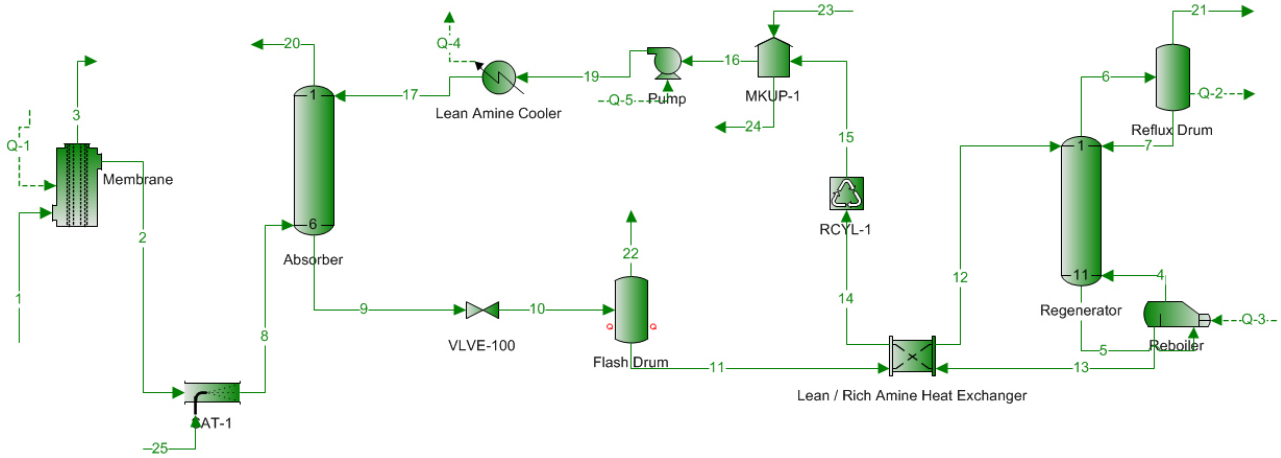 23
21
20
Q-4
6
16
19
Q-5
Pump
MKUP-1
Q-2
Reflux Drum
1
17
Lean Amine Cooler
24
3
Q-1
15
1
7
Membrane
RCYL-1
6
2
Absorber
22
12
11
4
Regenerator
1
14
9
10
8
Q-3
VLVE-100
Reboiler
5
Flash Drum
11
13
Lean / Rich Amine Heat Exchanger
SAT-1
25